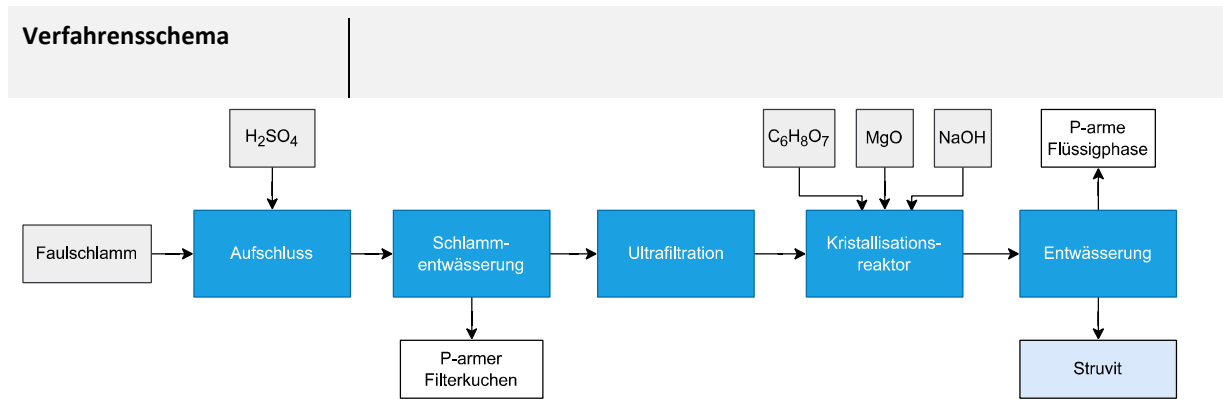 Verfahrensschema
H₂SO₄
C₆H₈O₇
MgO
NaOH
P-arme
Flüssigphase
Faulschlamm
Aufschluss
Schlamm-
entwässerung
Ultrafiltration
Kristallisations-
reaktor
Entwässerung
P-armer
Filterkuchen
Struvit